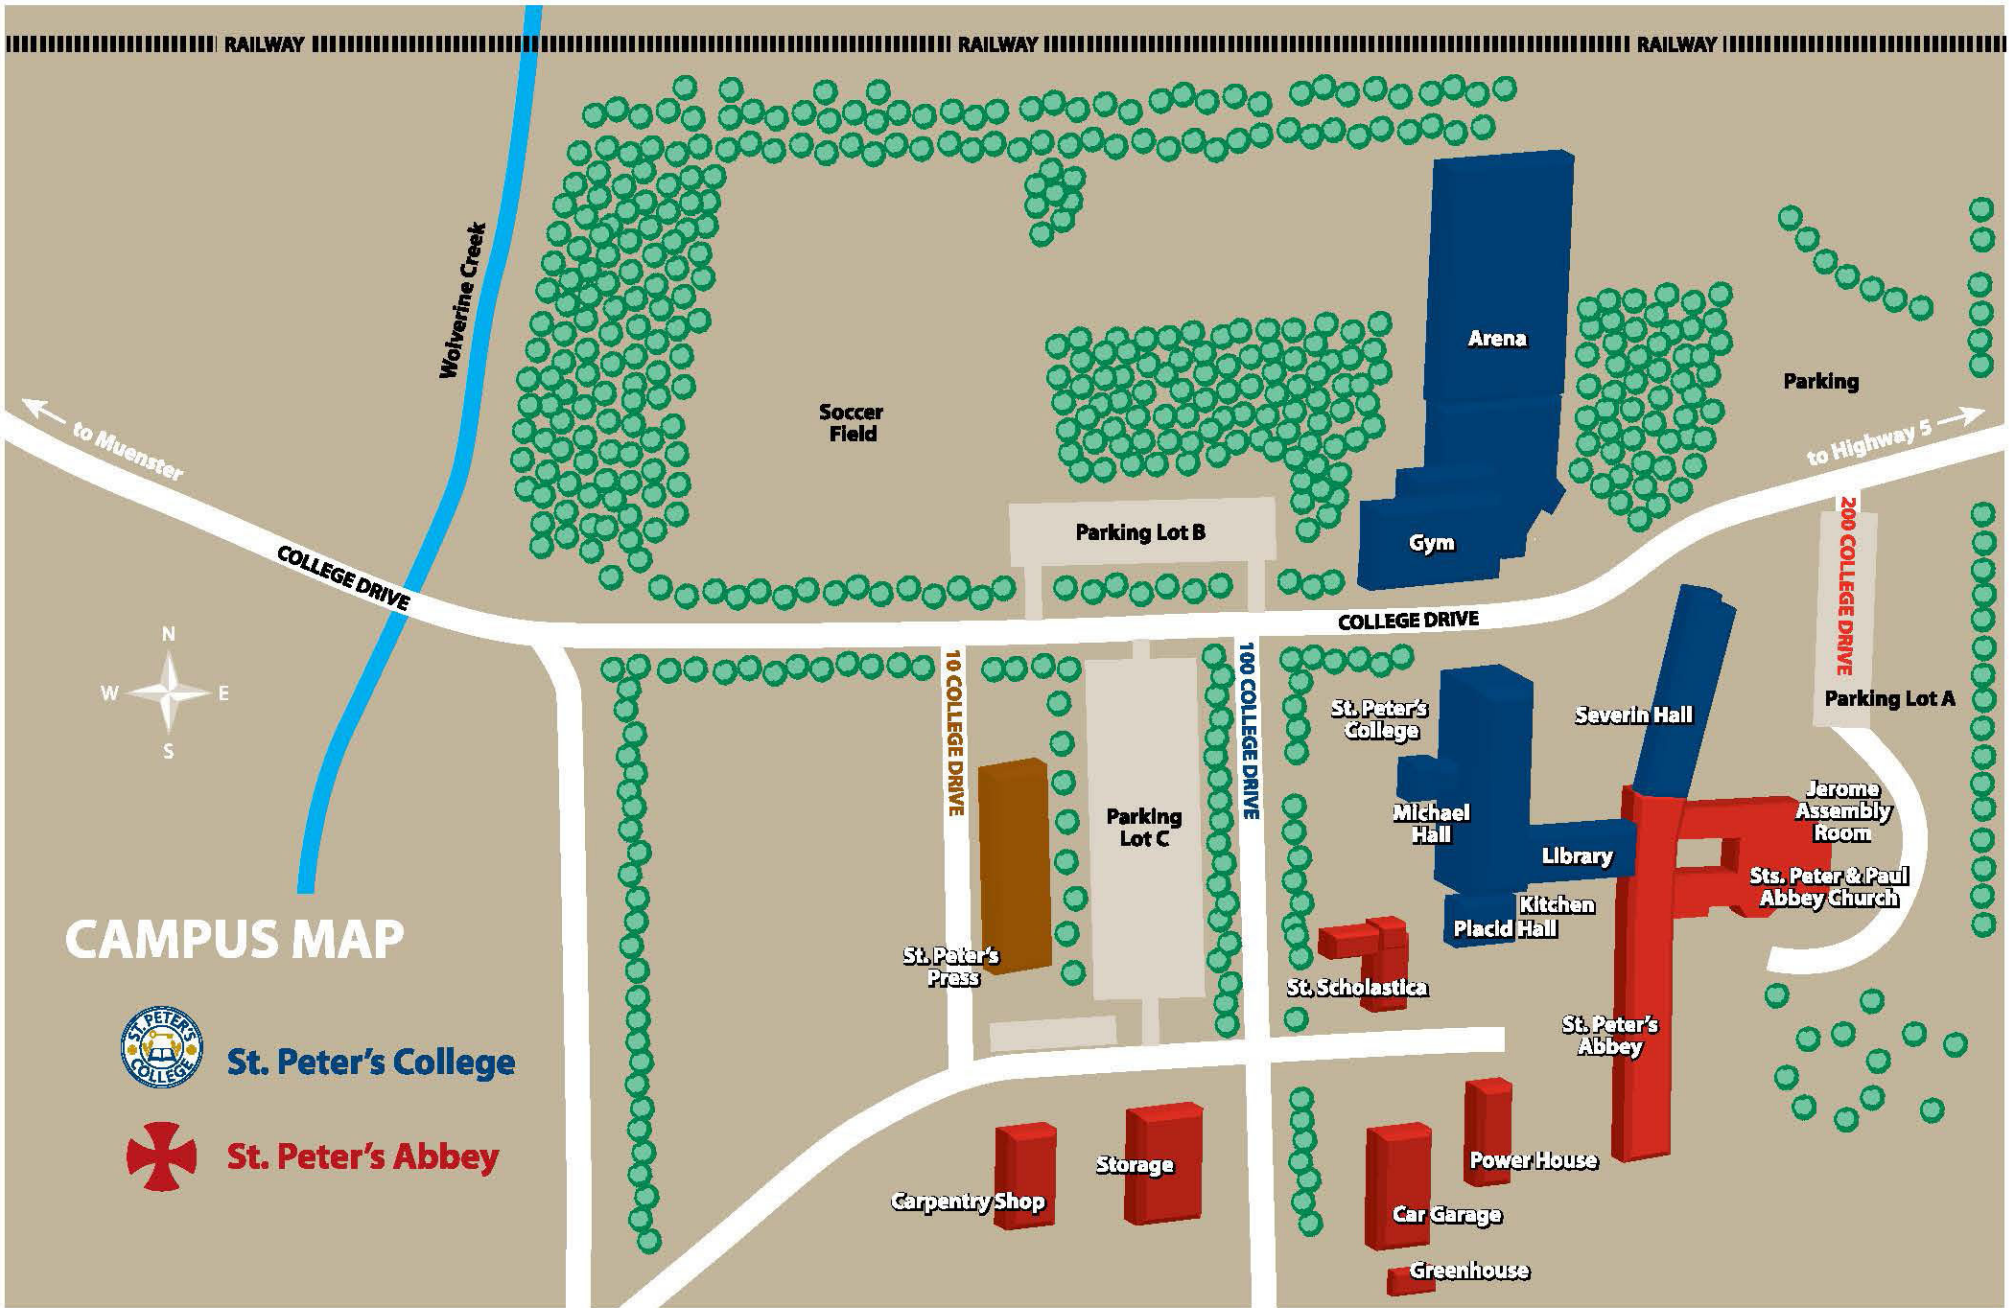 RAILWAY
RAILWAY
RAILWAY
Wolverine Creek
Arena
Parking
Soccer
Field
to Muenster
to Highway 5
Parking Lot B
Gym
COLLEGE DRIVE
COLLEGE DRIVE
200 COLLEGE DRIVE
N
W
E
S
10 COLLEGE DRIVE
100 COLLEGE DRIVE
Parking Lot A
St. Peter's
College
Severin Hall
Michael
Hall
Library
Jerome
Assembly
Room
Parking
Lot C
Sts. Peter & Paul
Abbey Church
Kitchen
Placid Hall
CAMPUS MAP
St. Peter's
Press
St. Scholastica
St. Peter's
Abbey
ST. PETER'S
COLLEGE
St. Peter's College
St. Peter's Abbey
Storage
Carpentry Shop
Power House
Car Garage
Greenhouse